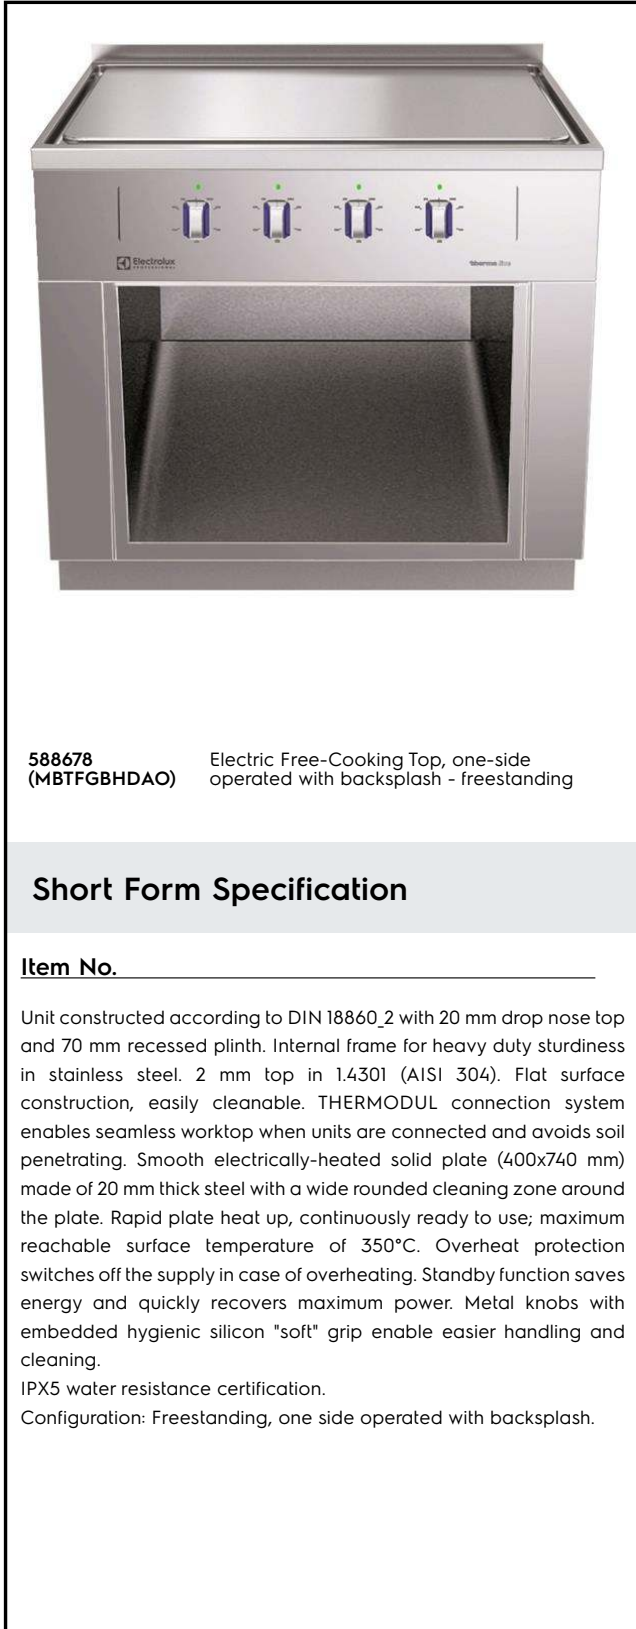 Electrolux
PROFESSIONAL
therma line
588678
(MBTFGBHDAO)
Electric Free-Cooking Top, one-side
operated with backsplash - freestanding
Short Form Specification
Item No.
Unit constructed according to DIN 18860_2 with 20 mm drop nose top
and 70 mm recessed plinth. Internal frame for heavy duty sturdiness
in stainless steel. 2 mm top in 1.4301 (AISI 304). Flat surface
construction, easily cleanable. THERMODUL connection system
enables seamless worktop when units are connected and avoids soil
penetrating. Smooth electrically-heated solid plate (400x740 mm)
made of 20 mm thick steel with a wide rounded cleaning zone around
the plate. Rapid plate heat up, continuously ready to use; maximum
reachable surface temperature of 350°C. Overheat protection
switches off the supply in case of overheating. Standby function saves
energy and quickly recovers maximum power. Metal knobs with
embedded hygienic silicon "soft" grip enable easier handling and
cleaning.
IPX5 water resistance certification.
Configuration: Freestanding, one side operated with backsplash.